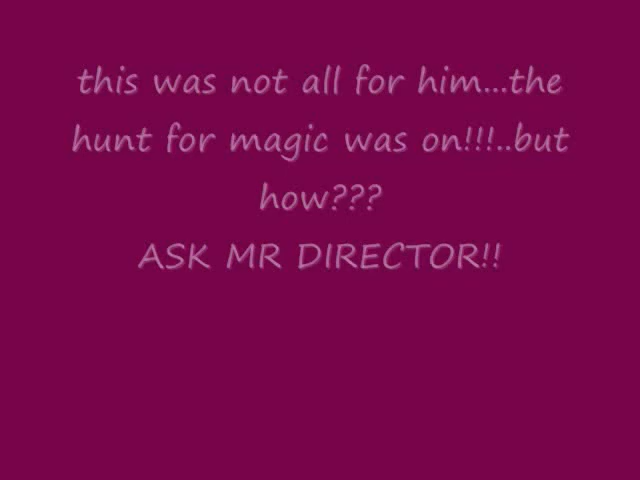 this was not all for him...the
hunt for magic was on!!!..but
how???
ASK MR DIRECTOR!!